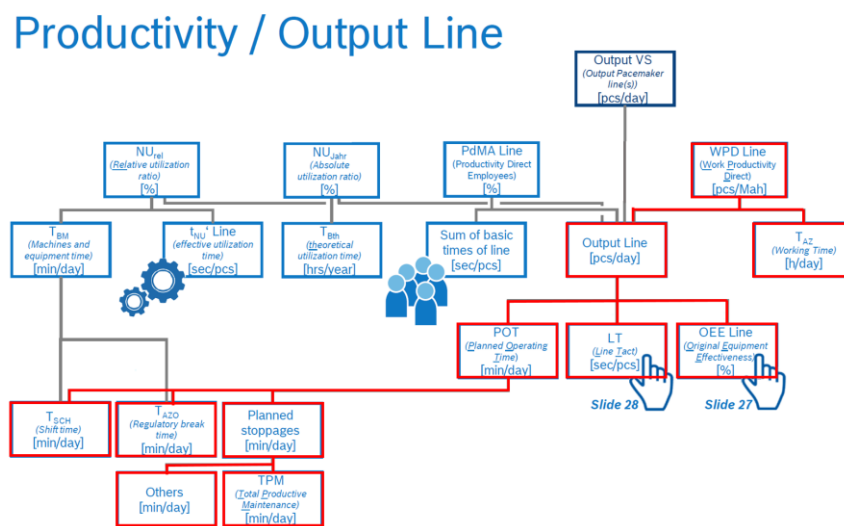 Productivity / Output Line
Output VS
(Output Pacemaker
line(s))
[pcs/day]
NUrel
(Relative utilization
ratio)
[%]
NUJahr
(Absolute
utilization ratio)
[%]
PdMA Line
(Productivity Direct
Employees)
[%]
WPD Line
(Work Productivity
Direct)
[pcs/Mah]
TBM
(Machines and
equipment time)
[min/day]
tNU' Line
(effective utilization
time)
[sec/pcs]
TBth
(theoretical
utilization time)
[hrs/year]
Sum of basic
times of line
[sec/pcs]
Output Line
[pcs/day]
TAZ
(Working Time)
[h/day]
POT
(Planned Operating
Time)
[min/day]
LT
(Line Tact)
[sec/pcs]
OEE Line
(Original Equipment
Effectiveness)
[%]
Slide 28
Slide 27
TSCH
(Shift time)
[min/day]
TAZO
(Regulatory break
time)
[min/day]
Planned
stoppages
[min/day]
Others
[min/day]
TPM
(Total Productive
Maintenance)
[min/day]